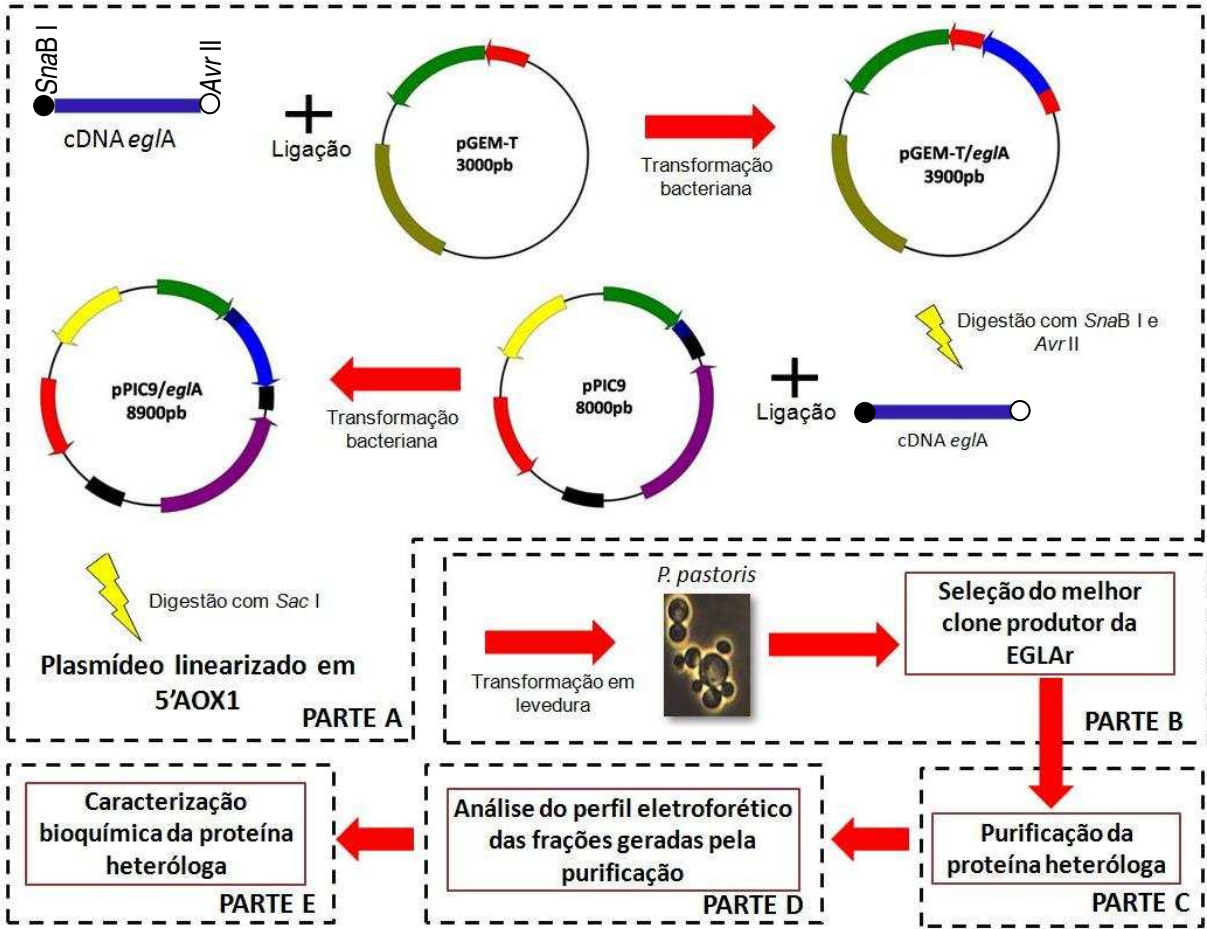 SnaB I
Avr II
cDNA eglA
Ligação
pGEM-T
3000pb
Transformação
bacteriana
pGEM-T/eglA
3900pb
Digestão com SnaB I e
Avr II
cDNA eglA
Ligação
pPIC9
8000pb
Transformação
bacteriana
pPIC9/eglA
8900pb
Digestão com Sac I
Plasmídeo linearizado em
5'AOX1
PARTE A
Transformação em
levedura
P. pastoris
Seleção do melhor
clone produtor da
EGLAr
PARTE B
Purificação da
proteína heteróloga
PARTE C
Análise do perfil eletroforético
das frações geradas pela
purificação
PARTE D
Caracterização
bioquímica da proteína
heteróloga
PARTE E